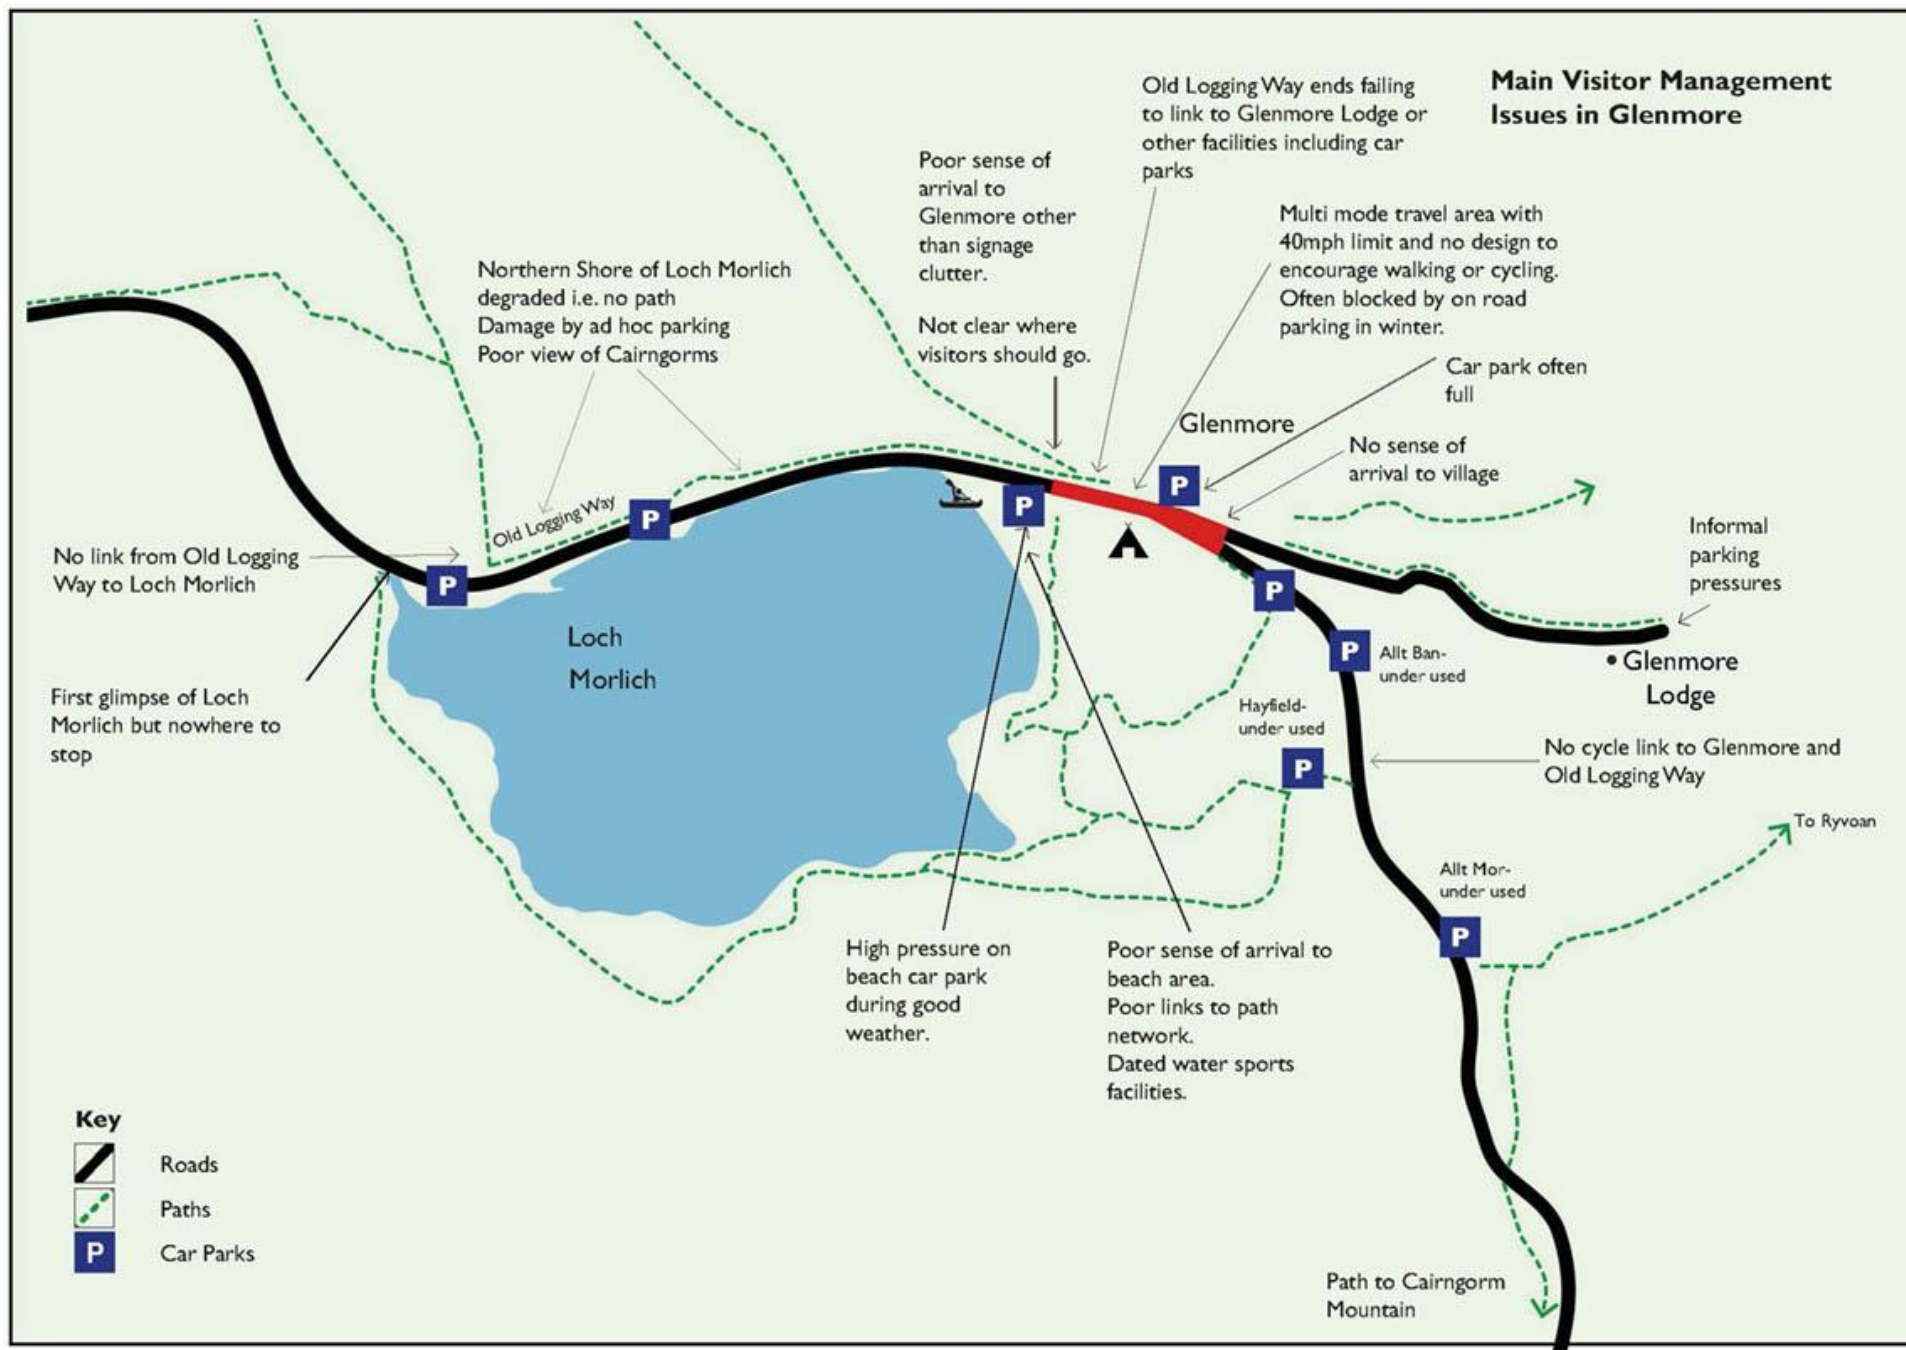 Main Visitor Management
Issues in Glenmore
Old Logging Way ends failing
to link to Glenmore Lodge or
other facilities including car
parks
Poor sense of
arrival to
Glenmore other
than signage
clutter.
Not clear where
visitors should go.
Multi mode travel area with
40mph limit and no design to
encourage walking or cycling.
Often blocked by on road
parking in winter.
Northern Shore of Loch Morlich
degraded i.e. no path
Damage by ad hoc parking
Poor view of Cairngorms
Car park often
full
Glenmore
No sense of
arrival to village
P
P
P
Old Logging Way
Informal
parking
pressures
No link from Old Logging
Way to Loch Morlich
P
P
Loch
Morlich
P
Allt Ban-
under used
Glenmore
Lodge
First glimpse of Loch
Morlich but nowhere to
stop
Hayfield-
under used
P
No cycle link to Glenmore and
Old Logging Way
To Ryvoan
Allt Mor-
under used
P
High pressure on
beach car park
during good
weather.
Poor sense of arrival to
beach area.
Poor links to path
network.
Dated water sports
facilities.
Key
Roads
Paths
P
Car Parks
Path to Cairngorm
Mountain